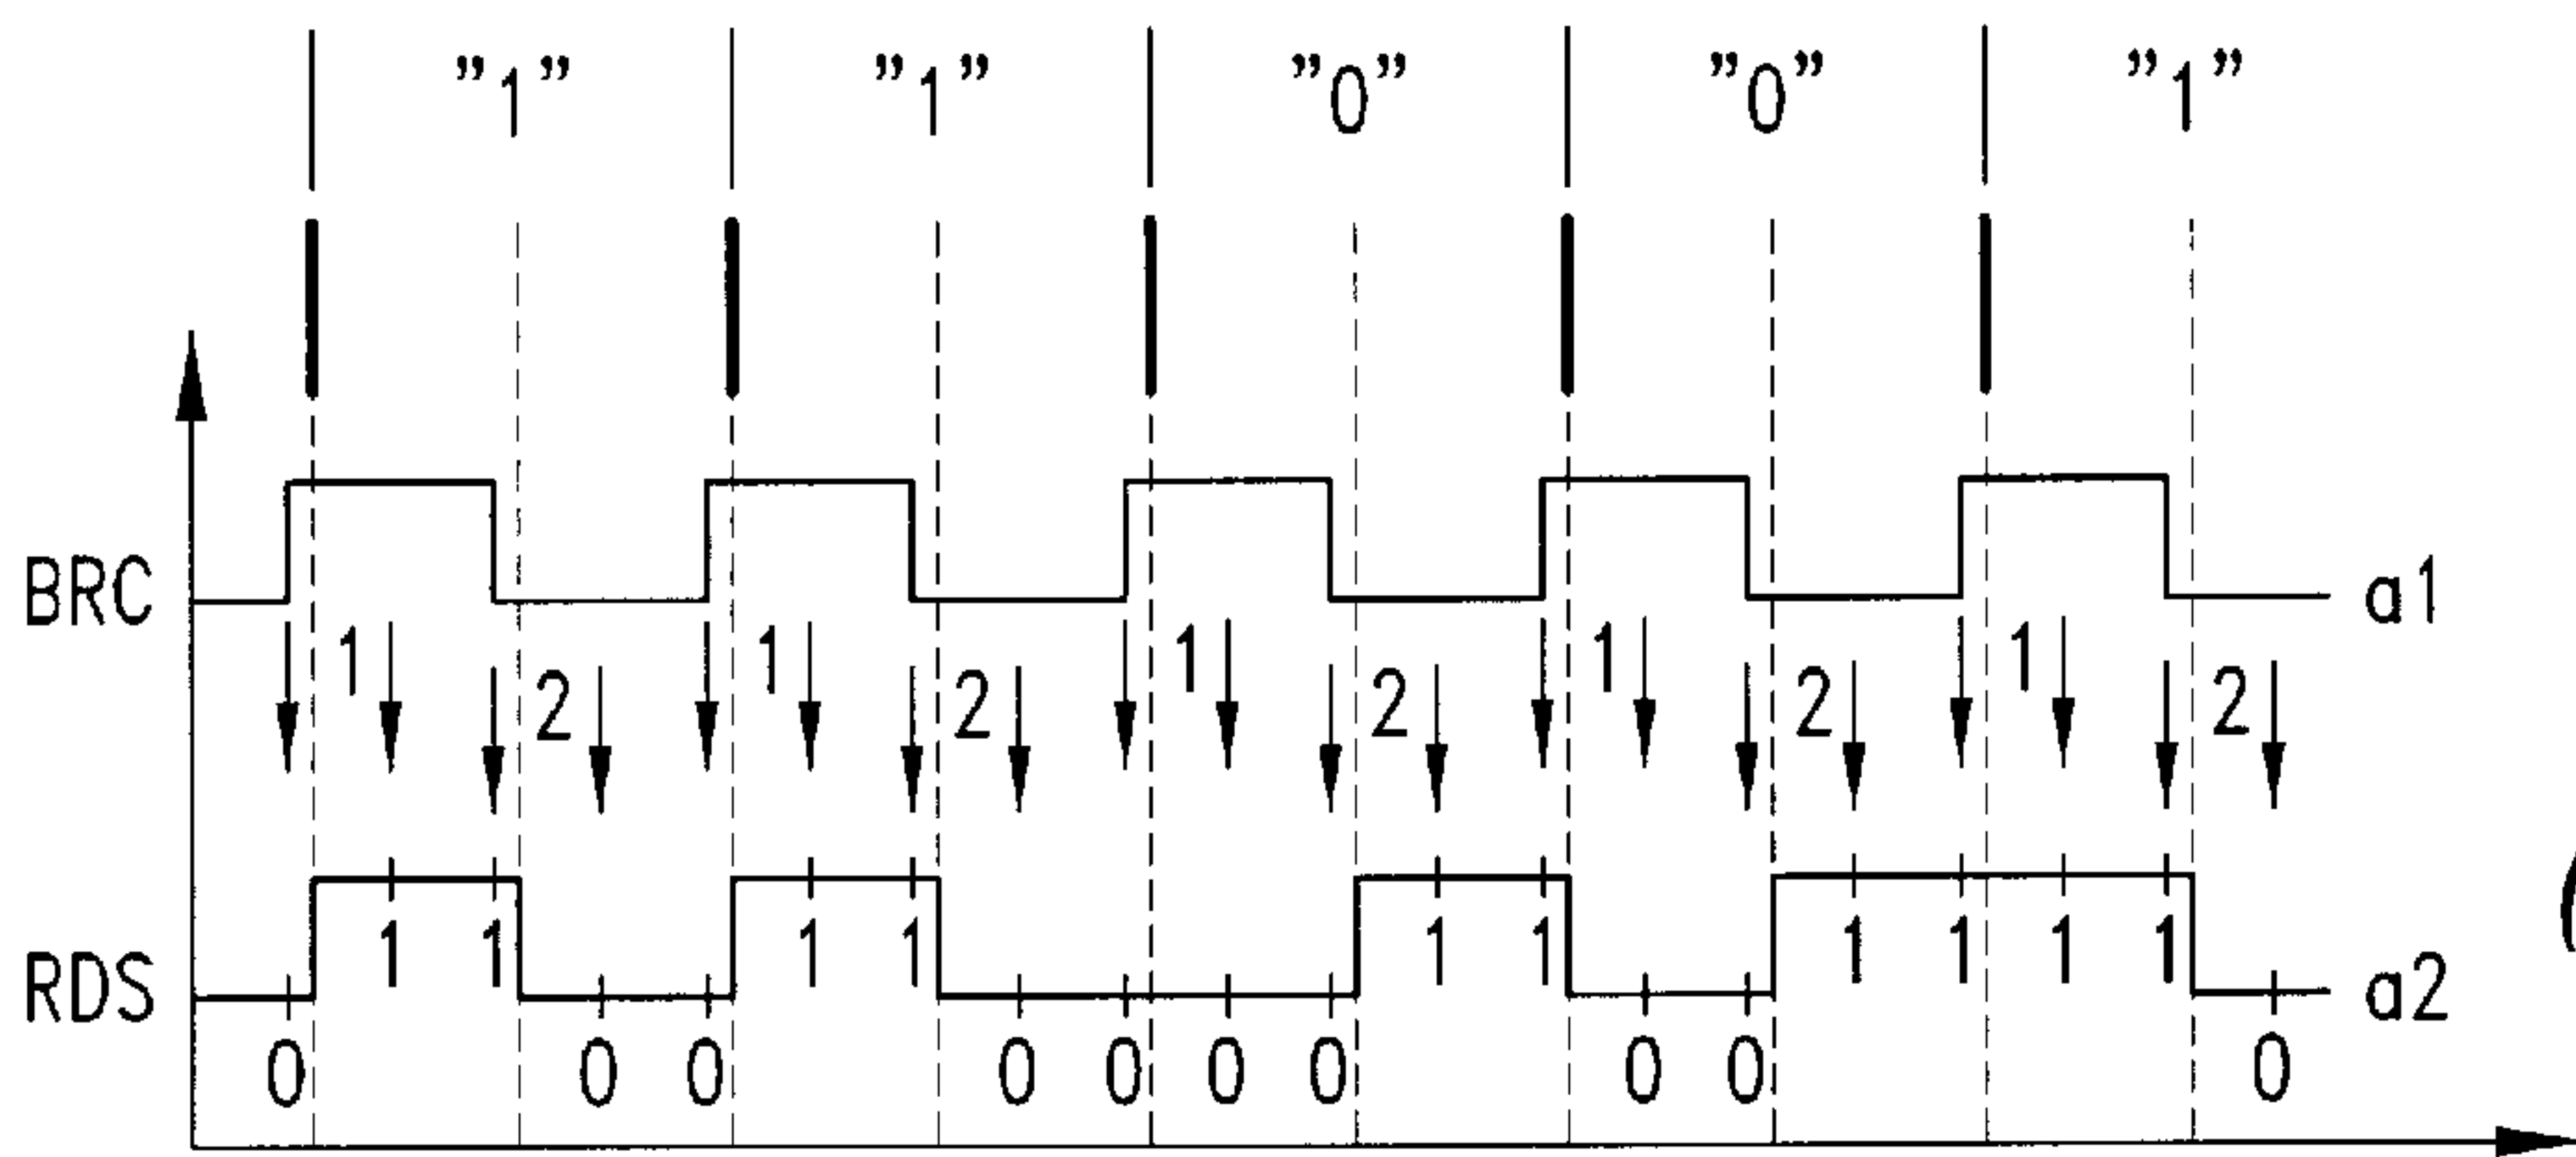 ”1” ”1” ”0” ”0” ”1”
BRC a1
1 1 1 1 1
2 2 2 2 2
RDS 1 1 1 1 1 1 1 1 1 1 a2
0 0 0 0 0 0 0 0 0 0